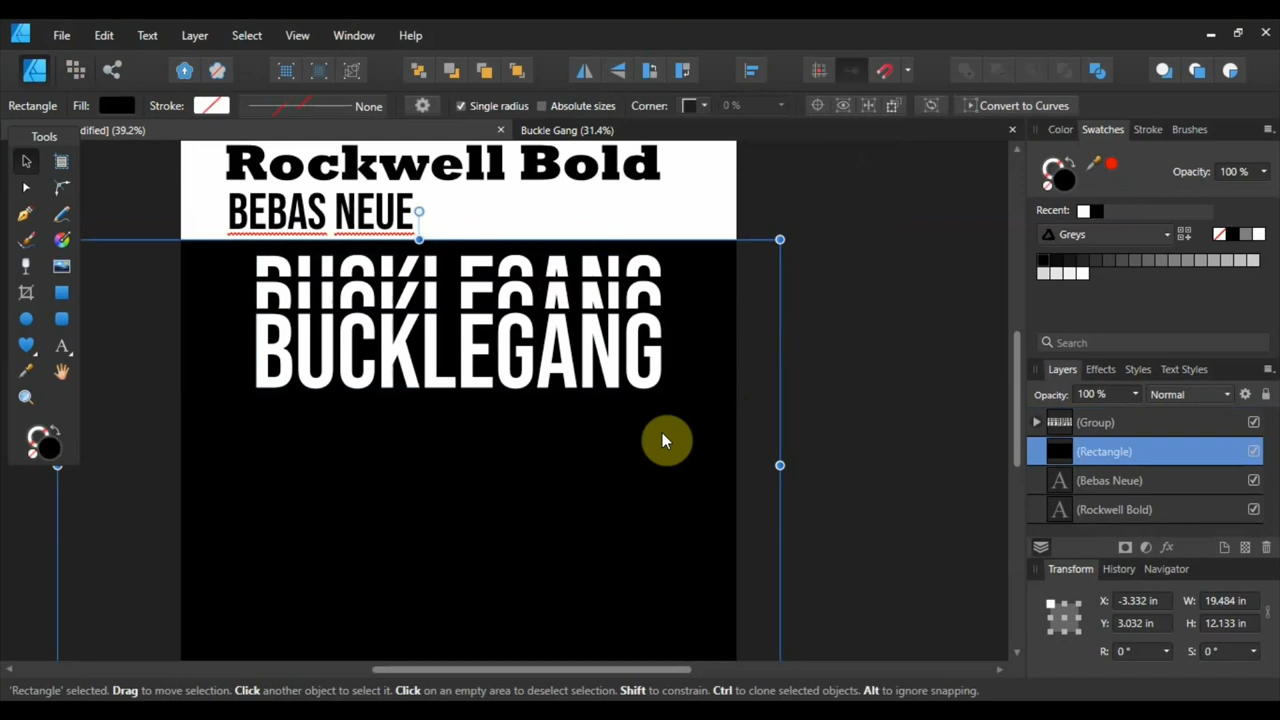 File Edit Text Layer Select View Window Help
Rectangle Fill: Stroke: None Single radius Absolute sizes Corner: 0 % Convert to Curves
Tools
dified] (39.2%)
Buckle Gang (31.4%)
Rockwell Bold
BEBAS NEUE
BUCKLEGANG
BUCKLEGANG
BUCKLEGANG
Color Swatches Stroke Brushes
Opacity: 100 %
Recent:
Greys
Search
Layers Effects Styles Text Styles
Opacity: 100 % Normal
(Group)
(Rectangle)
A (Bebas Neue)
A (Rockwell Bold)
fx
Transform History Navigator
X: -3.332 in W: 19.484 in
Y: 3.032 in H: 12.133 in
R: 0 ° S: 0 °
'Rectangle' selected. Drag to move selection. Click another object to select it. Click on an empty area to deselect selection. Shift to constrain. Ctrl to clone selected objects. Alt to ignore snapping.